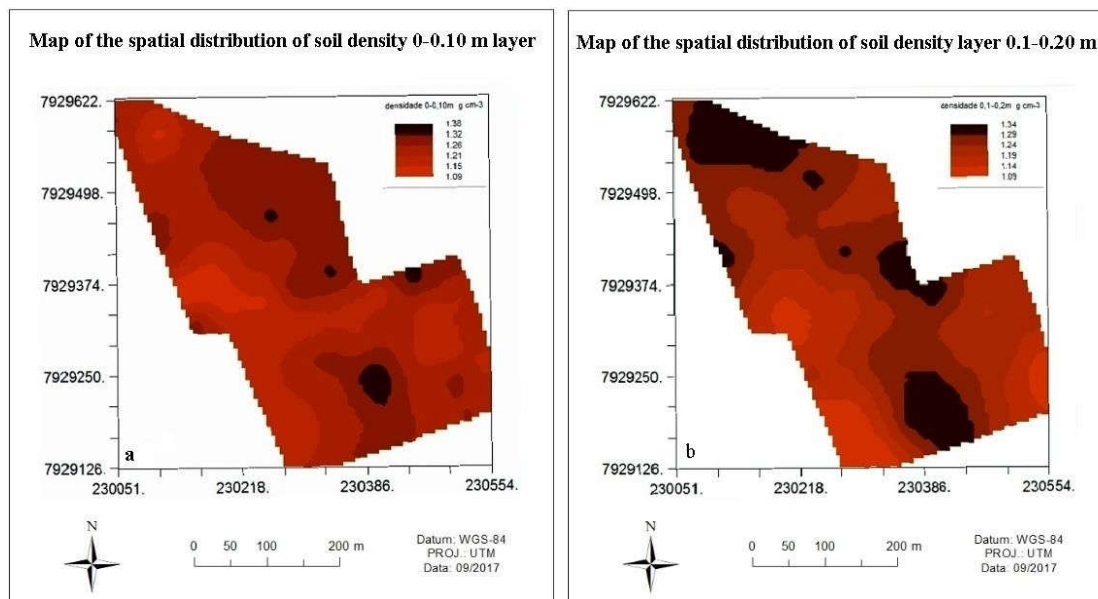 Map of the spatial distribution of soil density 0-0.10 m layer
densidade 0-0,10m g cm-3
1.38
1.32
1.26
1.21
1.15
1.09
7929622.
7929498.
7929374.
7929250.
7929126.
a
230051.
230218.
230386.
230554.
N
0 50 100 200 m
Datum: WGS-84
PROJ.: UTM
Data: 09/2017
Map of the spatial distribution of soil density layer 0.1-0.20 m
densidade 0,1-0,2m g cm-3
1.34
1.29
1.24
1.19
1.14
1.09
7929622.
7929498.
7929374.
7929250.
7929126.
b
230051.
230218.
230386.
230554.
N
0 50 100 200 m
Datum: WGS-84
PROJ.: UTM
Data: 09/2017